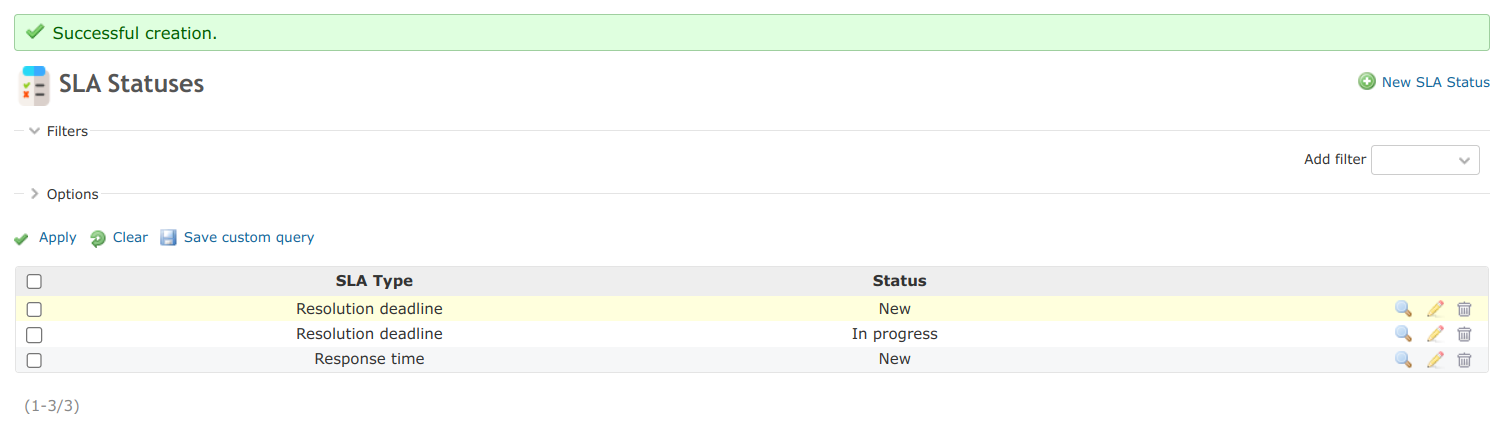 Successful creation.
SLA Statuses
New SLA Status
Filters
Add filter
Options
Apply Clear Save custom query
SLA Type Status
Resolution deadline New
Resolution deadline In progress
Response time New
(1-3/3)